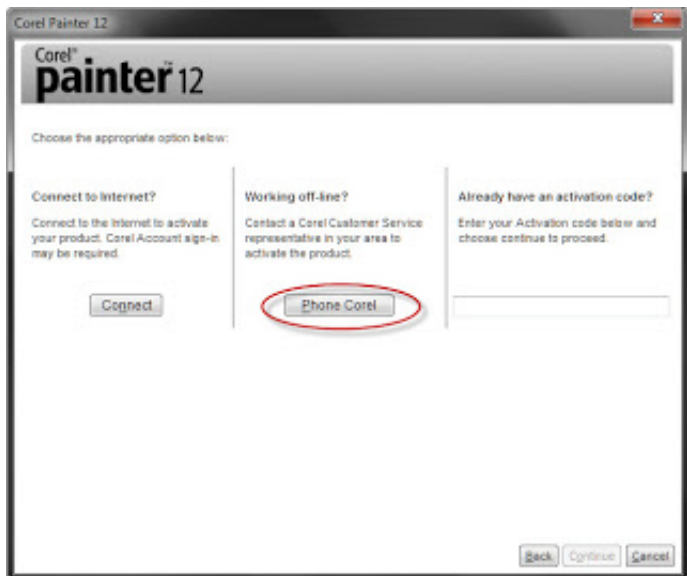 Corel Painter 12
Corel®
painter™ 12
Choose the appropriate option below:
Connect to Internet?
Connect to the Internet to activate
your product. Corel Account sign-in
may be required.
Connect
Working off-line?
Contact a Corel Customer Service
representative in your area to
activate the product.
Phone Corel
Already have an activation code?
Enter your Activation code below and
choose continue to proceed.
Back Continue Cancel